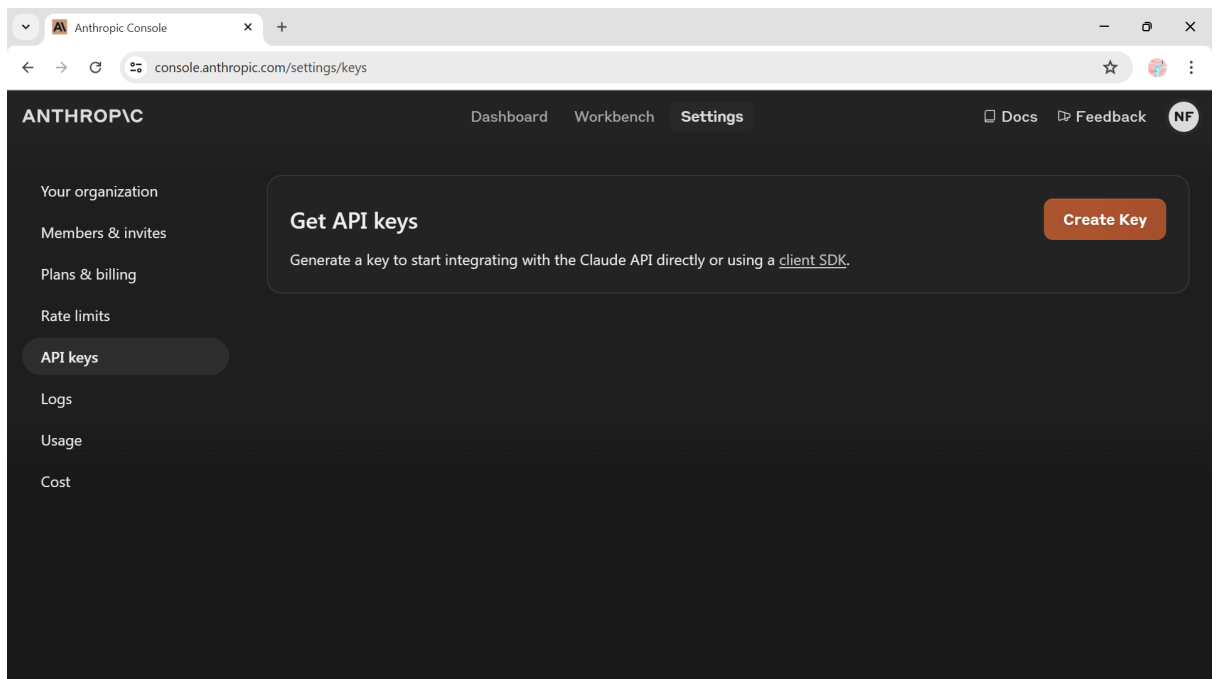 Anthropic Console
console.anthropic.com/settings/keys
ANTHROP\C
Dashboard Workbench Settings
Docs Feedback NF
Your organization
Members & invites
Plans & billing
Rate limits
API keys
Logs
Usage
Cost
Get API keys
Create Key
Generate a key to start integrating with the Claude API directly or using a client SDK.